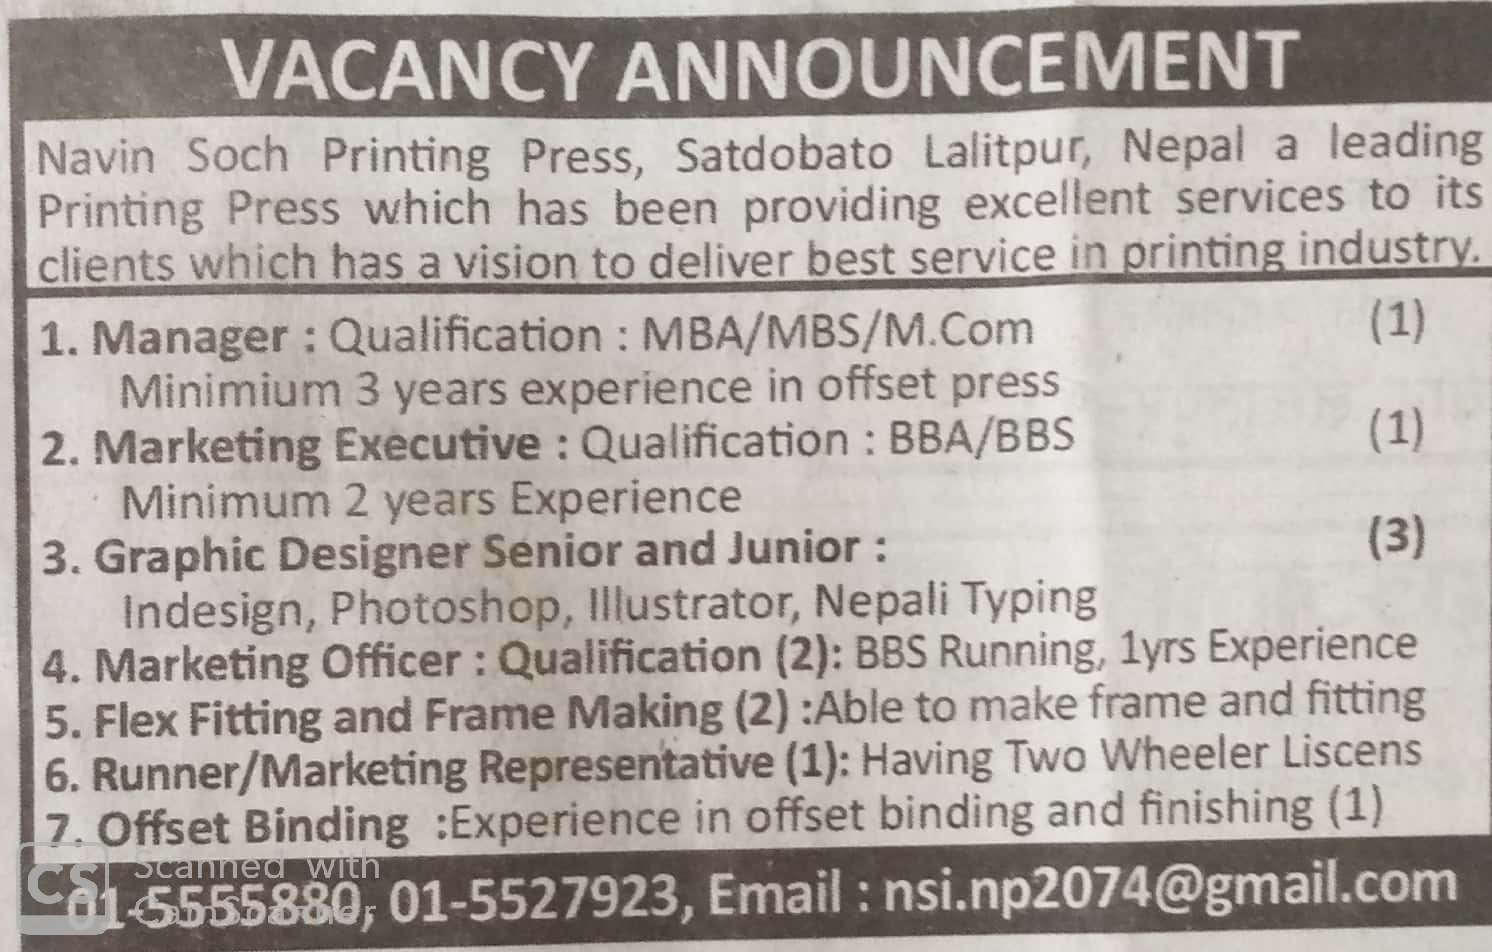 VACANCY ANNOUNCEMENT
Navin Soch Printing Press, Satdobato Lalitpur, Nepal a leading
Printing Press which has been providing excellent services to its
clients which has a vision to deliver best service in printing industry.
1. Manager : Qualification : MBA/MBS/M.Com (1)
Minimium 3 years experience in offset press
2. Marketing Executive : Qualification : BBA/BBS (1)
Minimum 2 years Experience
3. Graphic Designer Senior and Junior : (3)
Indesign, Photoshop, Illustrator, Nepali Typing
4. Marketing Officer : Qualification (2): BBS Running, 1yrs Experience
5. Flex Fitting and Frame Making (2) :Able to make frame and fitting
6. Runner/Marketing Representative (1): Having Two Wheeler Liscens
7. Offset Binding :Experience in offset binding and finishing (1)
01-5555880, 01-5527923, Email : nsi.np2074@gmail.com
CS
Scanned with
CamScanner